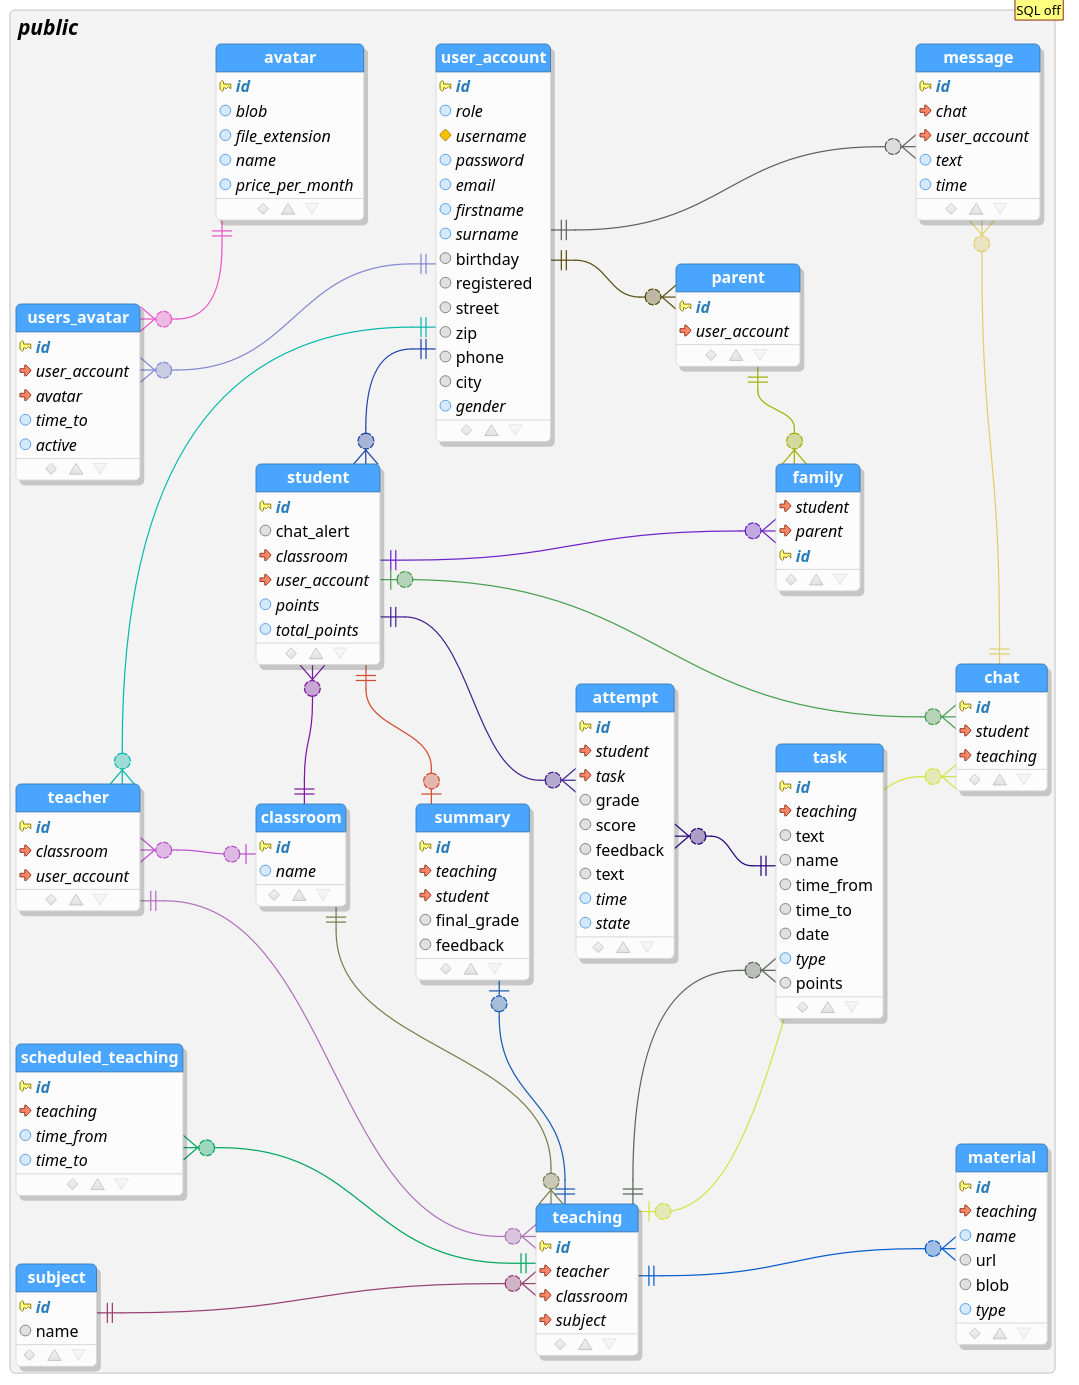 SQL off
public
avatar
id
blob
file_extension
name
price_per_month
user_account
id
role
username
password
email
firstname
surname
birthday
registered
street
zip
phone
city
gender
message
id
chat
user_account
text
time
parent
id
user_account
users_avatar
id
user_account
avatar
time_to
active
student
id
chat_alert
classroom
user_account
points
total_points
family
student
parent
id
chat
id
student
teaching
attempt
id
student
task
grade
score
feedback
text
time
state
task
id
teaching
text
name
time_from
time_to
date
type
points
teacher
id
classroom
user_account
classroom
id
name
summary
id
teaching
student
final_grade
feedback
scheduled_teaching
id
teaching
time_from
time_to
material
id
teaching
name
url
blob
type
teaching
id
teacher
classroom
subject
subject
id
name